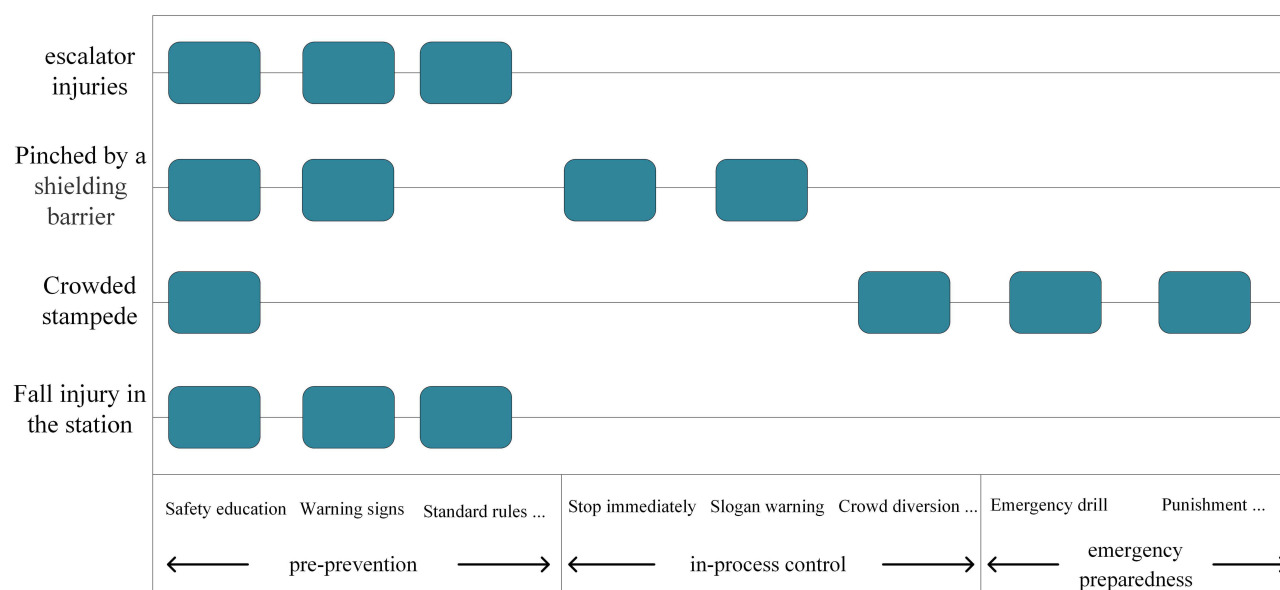 escalator
injuries
Pinched by a
shielding
barrier
Crowded
stampede
Fall injury in
the station
Safety education
Warning signs
Standard rules ...
Stop immediately
Slogan warning
Crowd diversion ...
Emergency drill
Punishment ...
pre-prevention
in-process control
emergency
preparedness